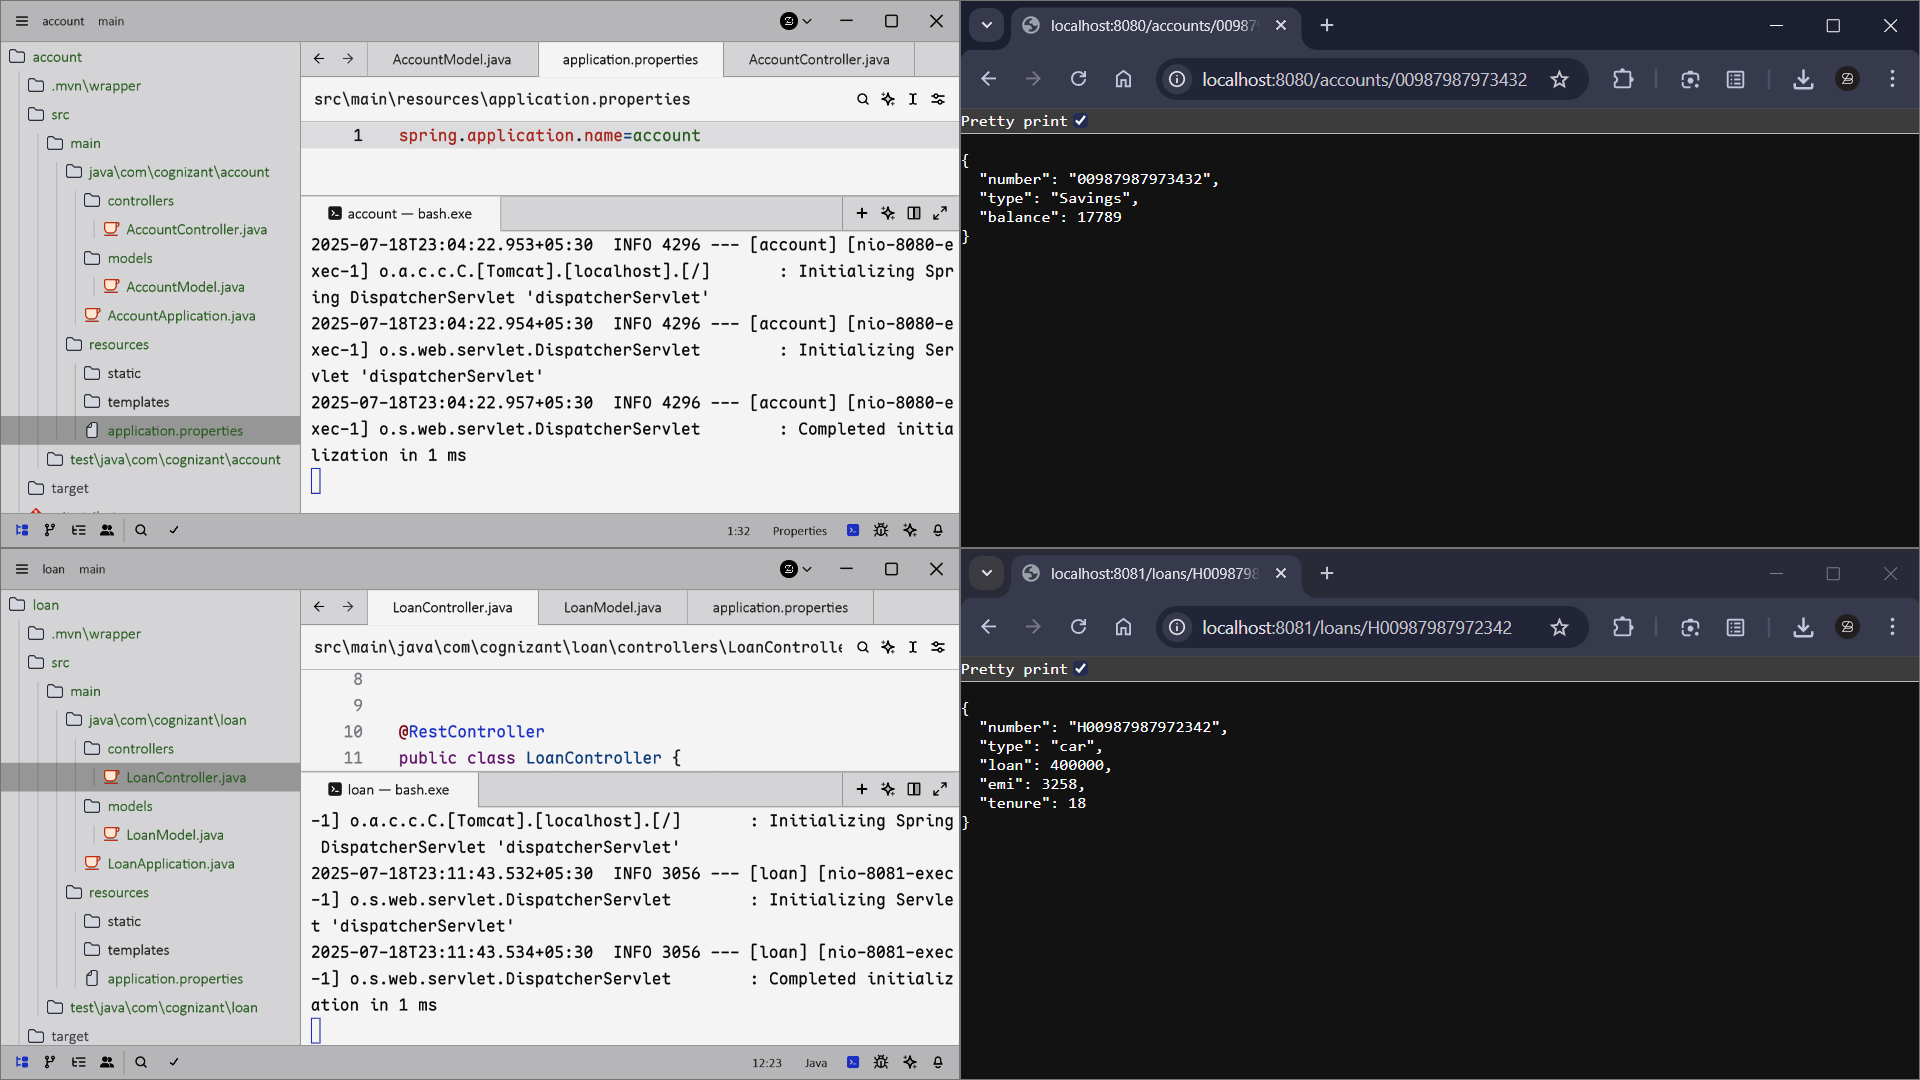 account main
account
.mvn\wrapper
src
main
java\com\cognizant\account
controllers
AccountController.java
models
AccountModel.java
AccountApplication.java
resources
static
templates
application.properties
test\java\com\cognizant\account
target
AccountModel.java application.properties AccountController.java
src\main\resources\application.properties
1 spring.application.name=account
account — bash.exe
2025-07-18T23:04:22.953+05:30  INFO 4296 --- [account] [nio-8080-e
xec-1] o.a.c.c.C.[Tomcat].[localhost].[/]       : Initializing Spr
ing DispatcherServlet 'dispatcherServlet'
2025-07-18T23:04:22.954+05:30  INFO 4296 --- [account] [nio-8080-e
xec-1] o.s.web.servlet.DispatcherServlet        : Initializing Ser
vlet 'dispatcherServlet'
2025-07-18T23:04:22.957+05:30  INFO 4296 --- [account] [nio-8080-e
xec-1] o.s.web.servlet.DispatcherServlet        : Completed initia
lization in 1 ms
1:32 Properties
localhost:8080/accounts/00987
localhost:8080/accounts/00987987973432
Pretty print
{
"number": "00987987973432",
"type": "Savings",
"balance": 17789
}
loan main
loan
.mvn\wrapper
src
main
java\com\cognizant\loan
controllers
LoanController.java
models
LoanModel.java
LoanApplication.java
resources
static
templates
application.properties
test\java\com\cognizant\loan
target
LoanController.java LoanModel.java application.properties
src\main\java\com\cognizant\loan\controllers\LoanControlle
8
9
10 @RestController
11 public class LoanController {
loan — bash.exe
-1] o.a.c.c.C.[Tomcat].[localhost].[/]       : Initializing Spring
DispatcherServlet 'dispatcherServlet'
2025-07-18T23:11:43.532+05:30  INFO 3056 --- [loan] [nio-8081-exec
-1] o.s.web.servlet.DispatcherServlet        : Initializing Servle
t 'dispatcherServlet'
2025-07-18T23:11:43.534+05:30  INFO 3056 --- [loan] [nio-8081-exec
-1] o.s.web.servlet.DispatcherServlet        : Completed initializ
ation in 1 ms
12:23 Java
localhost:8081/loans/H009879
localhost:8081/loans/H00987987972342
Pretty print
{
"number": "H00987987972342",
"type": "car",
"loan": 400000,
"emi": 3258,
"tenure": 18
}